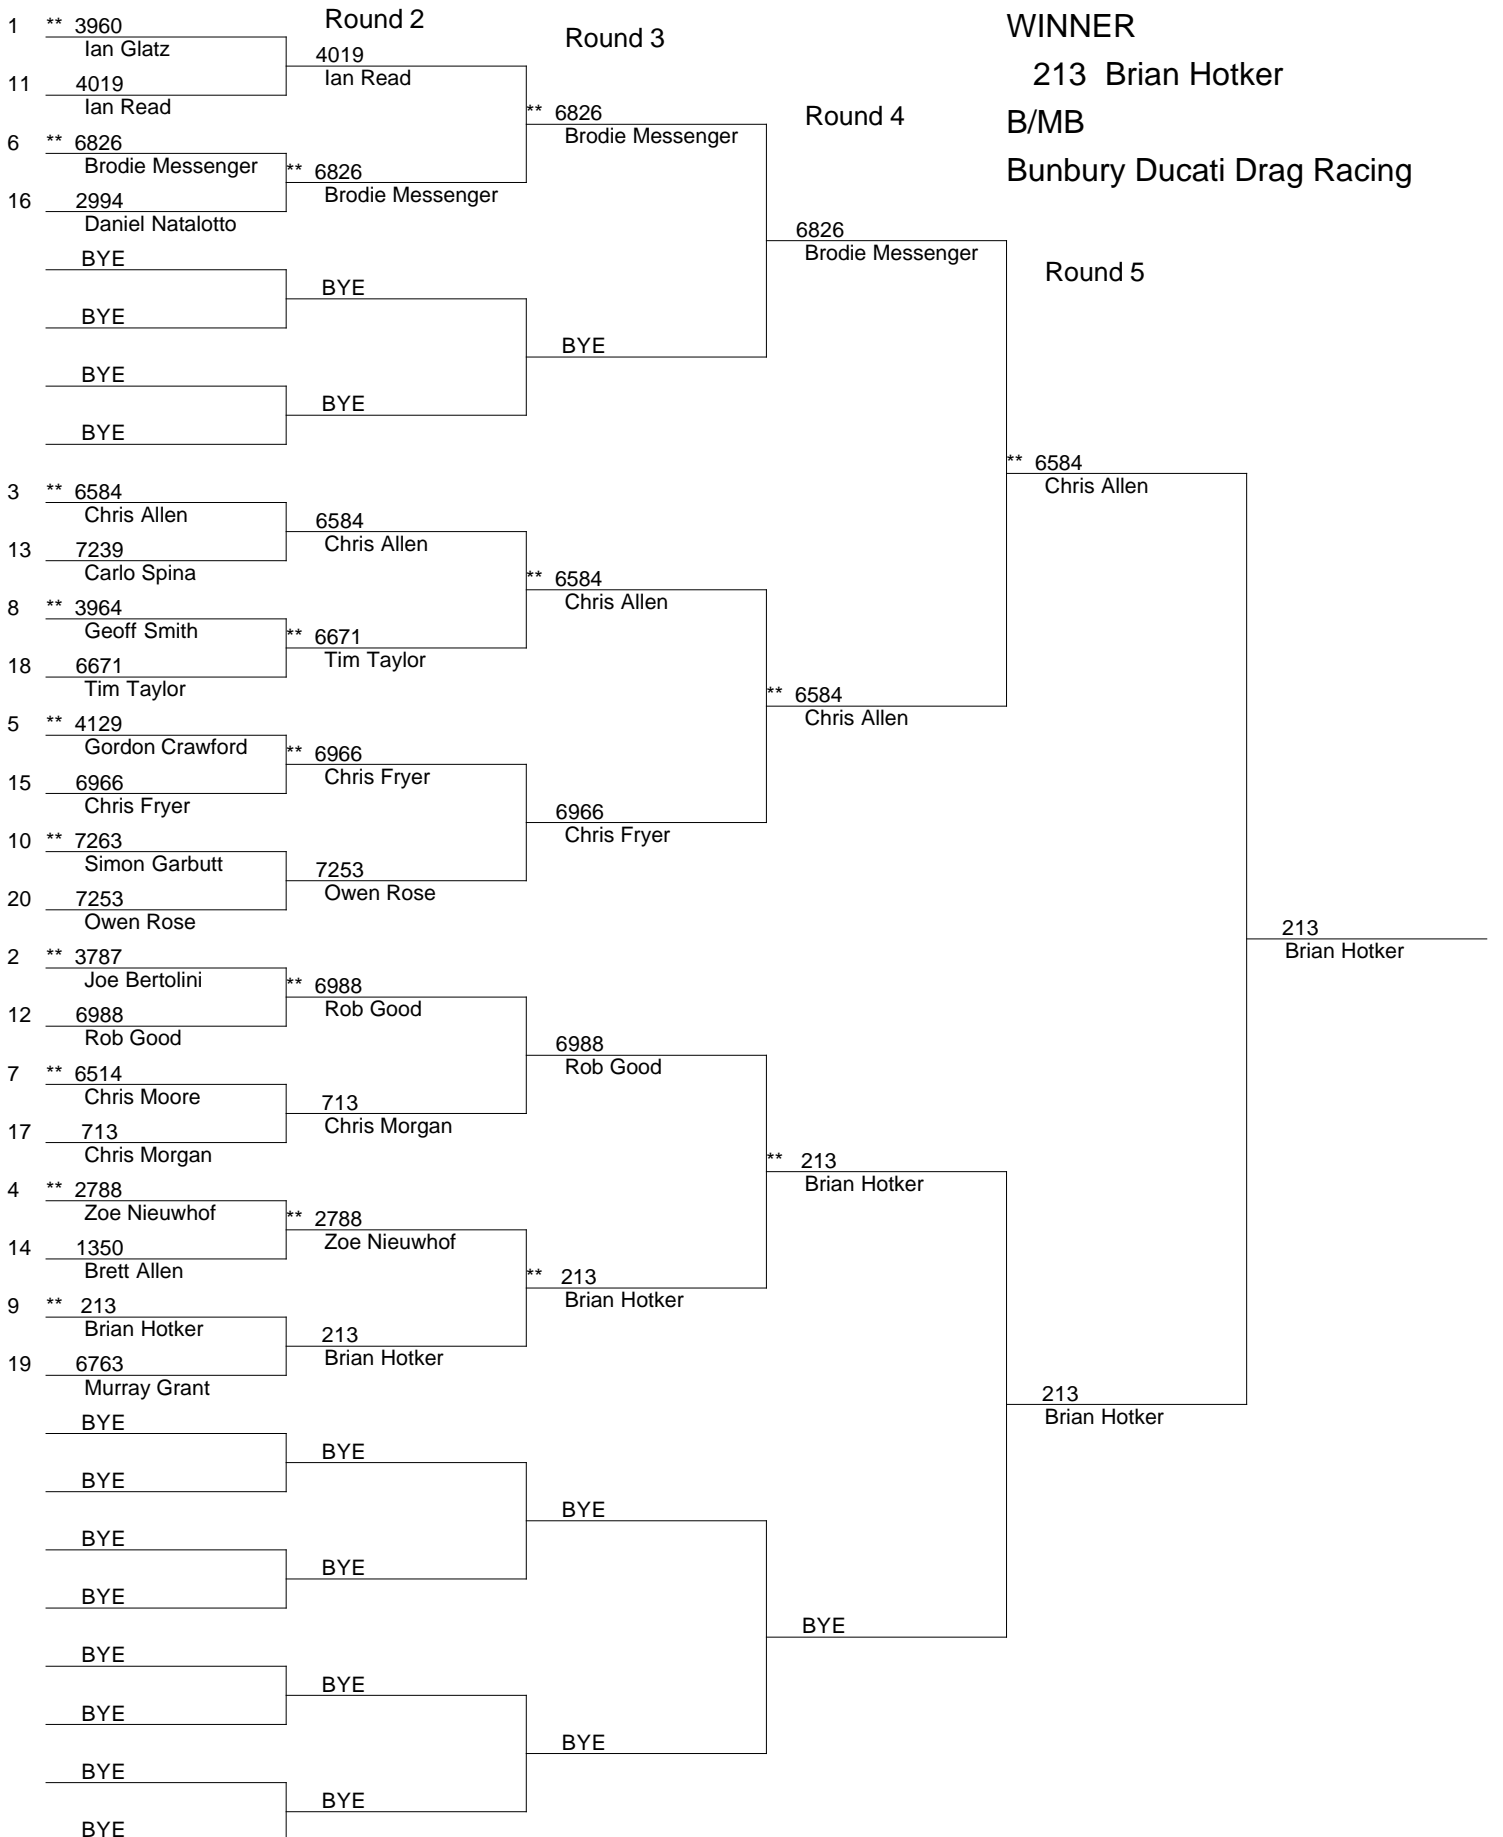 Round 2
Round 3
Round 4
Round 5
WINNER
213 Brian Hotker
B/MB
Bunbury Ducati Drag Racing
1 ** 3960
Ian Glatz
11 4019
Ian Read
6 ** 6826
Brodie Messenger
16 2994
Daniel Natalotto
BYE
BYE
BYE
BYE
3 ** 6584
Chris Allen
13 7239
Carlo Spina
8 ** 3964
Geoff Smith
18 6671
Tim Taylor
5 ** 4129
Gordon Crawford
15 6966
Chris Fryer
10 ** 7263
Simon Garbutt
20 7253
Owen Rose
2 ** 3787
Joe Bertolini
12 6988
Rob Good
7 ** 6514
Chris Moore
17 713
Chris Morgan
4 ** 2788
Zoe Nieuwhof
14 1350
Brett Allen
9 ** 213
Brian Hotker
19 6763
Murray Grant
BYE
BYE
BYE
BYE
BYE
BYE
BYE
BYE
4019
Ian Read
** 6826
Brodie Messenger
BYE
BYE
6584
Chris Allen
** 6671
Tim Taylor
** 6966
Chris Fryer
7253
Owen Rose
** 6988
Rob Good
713
Chris Morgan
** 2788
Zoe Nieuwhof
213
Brian Hotker
BYE
BYE
BYE
BYE
** 6826
Brodie Messenger
BYE
** 6584
Chris Allen
6966
Chris Fryer
6988
Rob Good
** 213
Brian Hotker
BYE
BYE
6826
Brodie Messenger
** 6584
Chris Allen
** 213
Brian Hotker
BYE
** 6584
Chris Allen
213
Brian Hotker
213
Brian Hotker